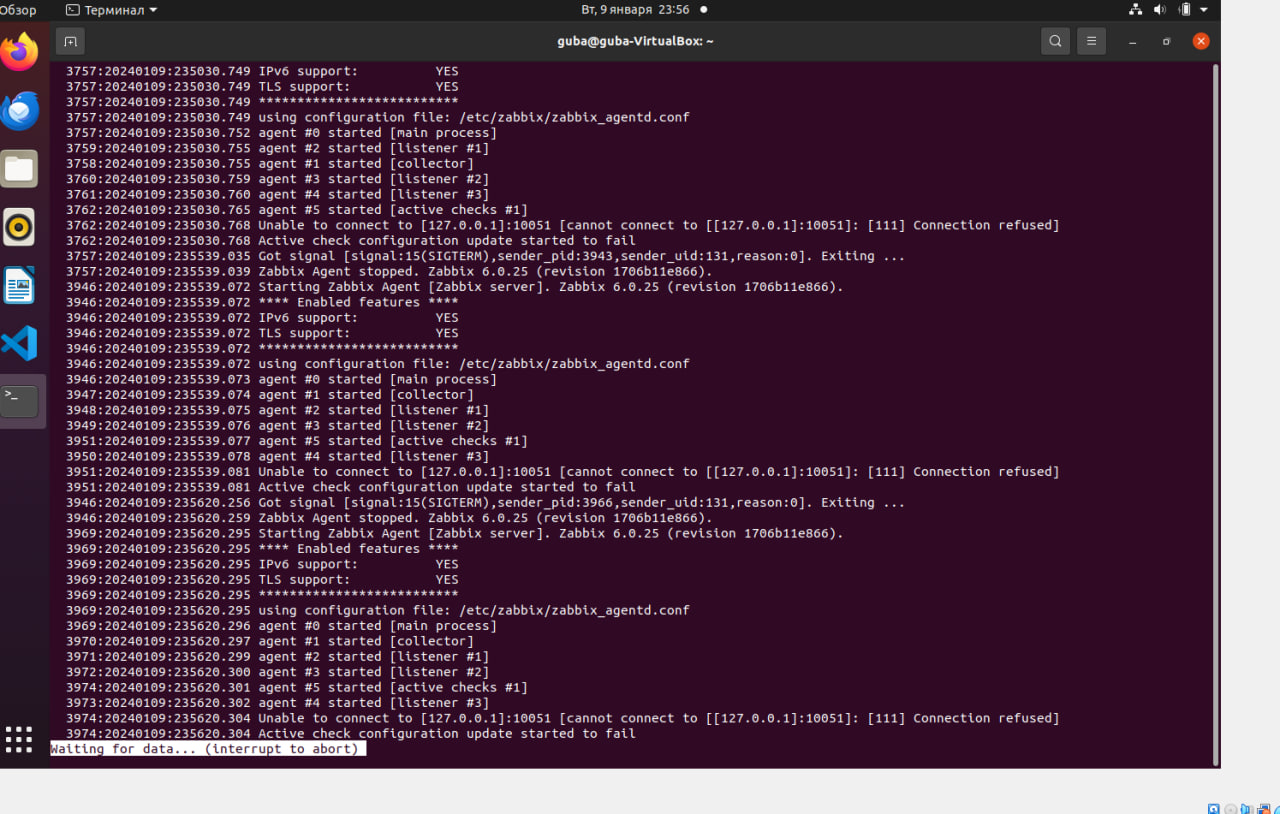 Обзор
Терминал
Вт, 9 января 23:56
guba@guba-VirtualBox: ~
3757:20240109:235030.749 IPv6 support: YES
3757:20240109:235030.749 TLS support: YES
3757:20240109:235030.749 **************************
3757:20240109:235030.749 using configuration file: /etc/zabbix/zabbix_agentd.conf
3757:20240109:235030.752 agent #0 started [main process]
3759:20240109:235030.755 agent #2 started [listener #1]
3758:20240109:235030.755 agent #1 started [collector]
3760:20240109:235030.759 agent #3 started [listener #2]
3761:20240109:235030.760 agent #4 started [listener #3]
3762:20240109:235030.765 agent #5 started [active checks #1]
3762:20240109:235030.768 Unable to connect to [127.0.0.1]:10051 [cannot connect to [[127.0.0.1]:10051]: [111] Connection refused]
3762:20240109:235030.768 Active check configuration update started to fail
3757:20240109:235539.035 Got signal [signal:15(SIGTERM),sender_pid:3943,sender_uid:131,reason:0]. Exiting ...
3757:20240109:235539.039 Zabbix Agent stopped. Zabbix 6.0.25 (revision 1706b11e866).
3946:20240109:235539.072 Starting Zabbix Agent [Zabbix server]. Zabbix 6.0.25 (revision 1706b11e866).
3946:20240109:235539.072 **** Enabled features ****
3946:20240109:235539.072 IPv6 support: YES
3946:20240109:235539.072 TLS support: YES
3946:20240109:235539.072 **************************
3946:20240109:235539.072 using configuration file: /etc/zabbix/zabbix_agentd.conf
3946:20240109:235539.073 agent #0 started [main process]
3947:20240109:235539.074 agent #1 started [collector]
3948:20240109:235539.075 agent #2 started [listener #1]
3949:20240109:235539.076 agent #3 started [listener #2]
3951:20240109:235539.077 agent #5 started [active checks #1]
3950:20240109:235539.078 agent #4 started [listener #3]
3951:20240109:235539.081 Unable to connect to [127.0.0.1]:10051 [cannot connect to [[127.0.0.1]:10051]: [111] Connection refused]
3951:20240109:235539.081 Active check configuration update started to fail
3946:20240109:235620.256 Got signal [signal:15(SIGTERM),sender_pid:3966,sender_uid:131,reason:0]. Exiting ...
3946:20240109:235620.259 Zabbix Agent stopped. Zabbix 6.0.25 (revision 1706b11e866).
3969:20240109:235620.295 Starting Zabbix Agent [Zabbix server]. Zabbix 6.0.25 (revision 1706b11e866).
3969:20240109:235620.295 **** Enabled features ****
3969:20240109:235620.295 IPv6 support: YES
3969:20240109:235620.295 TLS support: YES
3969:20240109:235620.295 **************************
3969:20240109:235620.295 using configuration file: /etc/zabbix/zabbix_agentd.conf
3969:20240109:235620.296 agent #0 started [main process]
3970:20240109:235620.297 agent #1 started [collector]
3971:20240109:235620.299 agent #2 started [listener #1]
3972:20240109:235620.300 agent #3 started [listener #2]
3974:20240109:235620.301 agent #5 started [active checks #1]
3973:20240109:235620.302 agent #4 started [listener #3]
3974:20240109:235620.304 Unable to connect to [127.0.0.1]:10051 [cannot connect to [[127.0.0.1]:10051]: [111] Connection refused]
3974:20240109:235620.304 Active check configuration update started to fail
Waiting for data... (interrupt to abort)